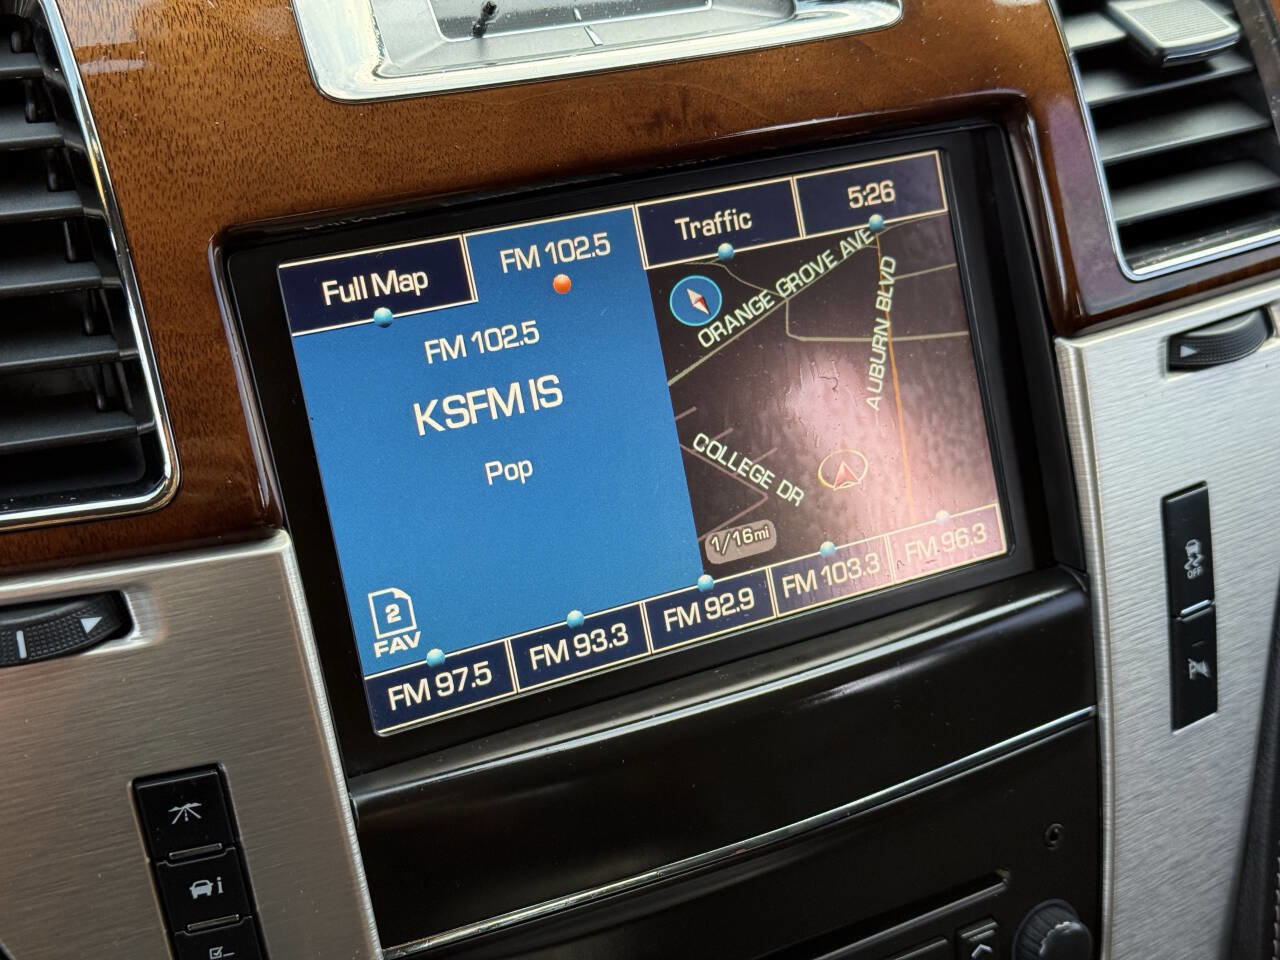 Full Map
FM 102.5
Traffic
5:26
FM 102.5
KSFM IS
Pop
ORANGE GROVE AVE
AUBURN BLVD
COLLEGE DR
1/16mi
2
FAV
FM 97.5
FM 93.3
FM 92.9
FM 103.3
FM 96.3
OFF
i